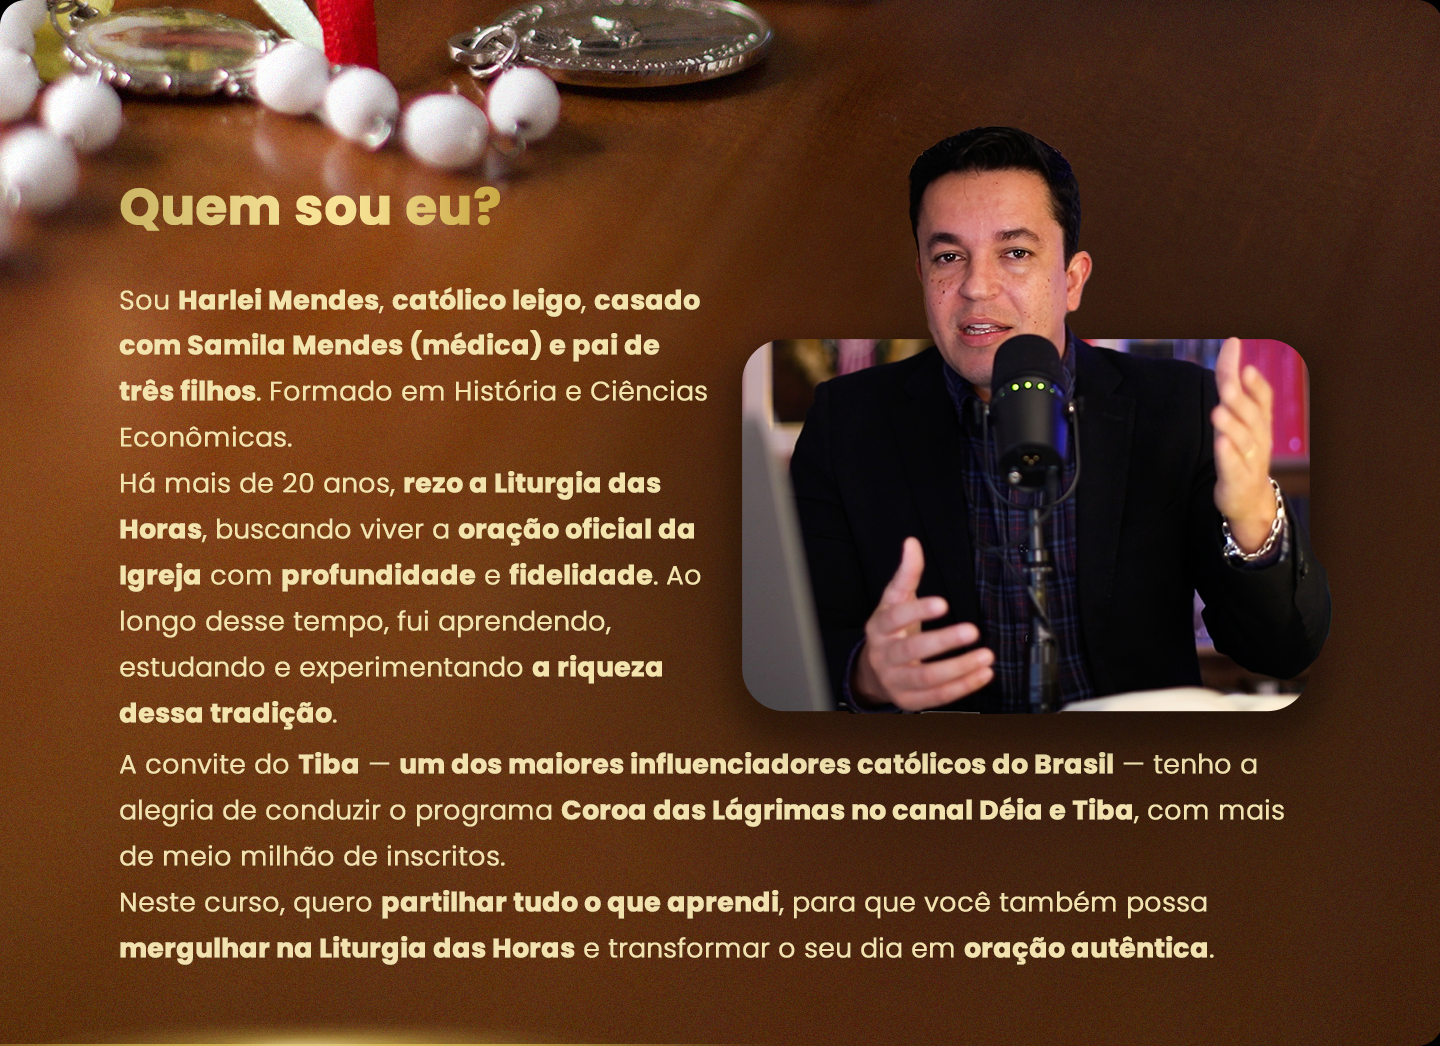 Quem sou eu?
Sou Harlei Mendes, católico leigo, casado
com Samila Mendes (médica) e pai de
três filhos. Formado em História e Ciências
Econômicas.
Há mais de 20 anos, rezo a Liturgia das
Horas, buscando viver a oração oficial da
Igreja com profundidade e fidelidade. Ao
longo desse tempo, fui aprendendo,
estudando e experimentando a riqueza
dessa tradição.
A convite do Tiba — um dos maiores influenciadores católicos do Brasil — tenho a
alegria de conduzir o programa Coroa das Lágrimas no canal Déia e Tiba, com mais
de meio milhão de inscritos.
Neste curso, quero partilhar tudo o que aprendi, para que você também possa
mergulhar na Liturgia das Horas e transformar o seu dia em oração autêntica.